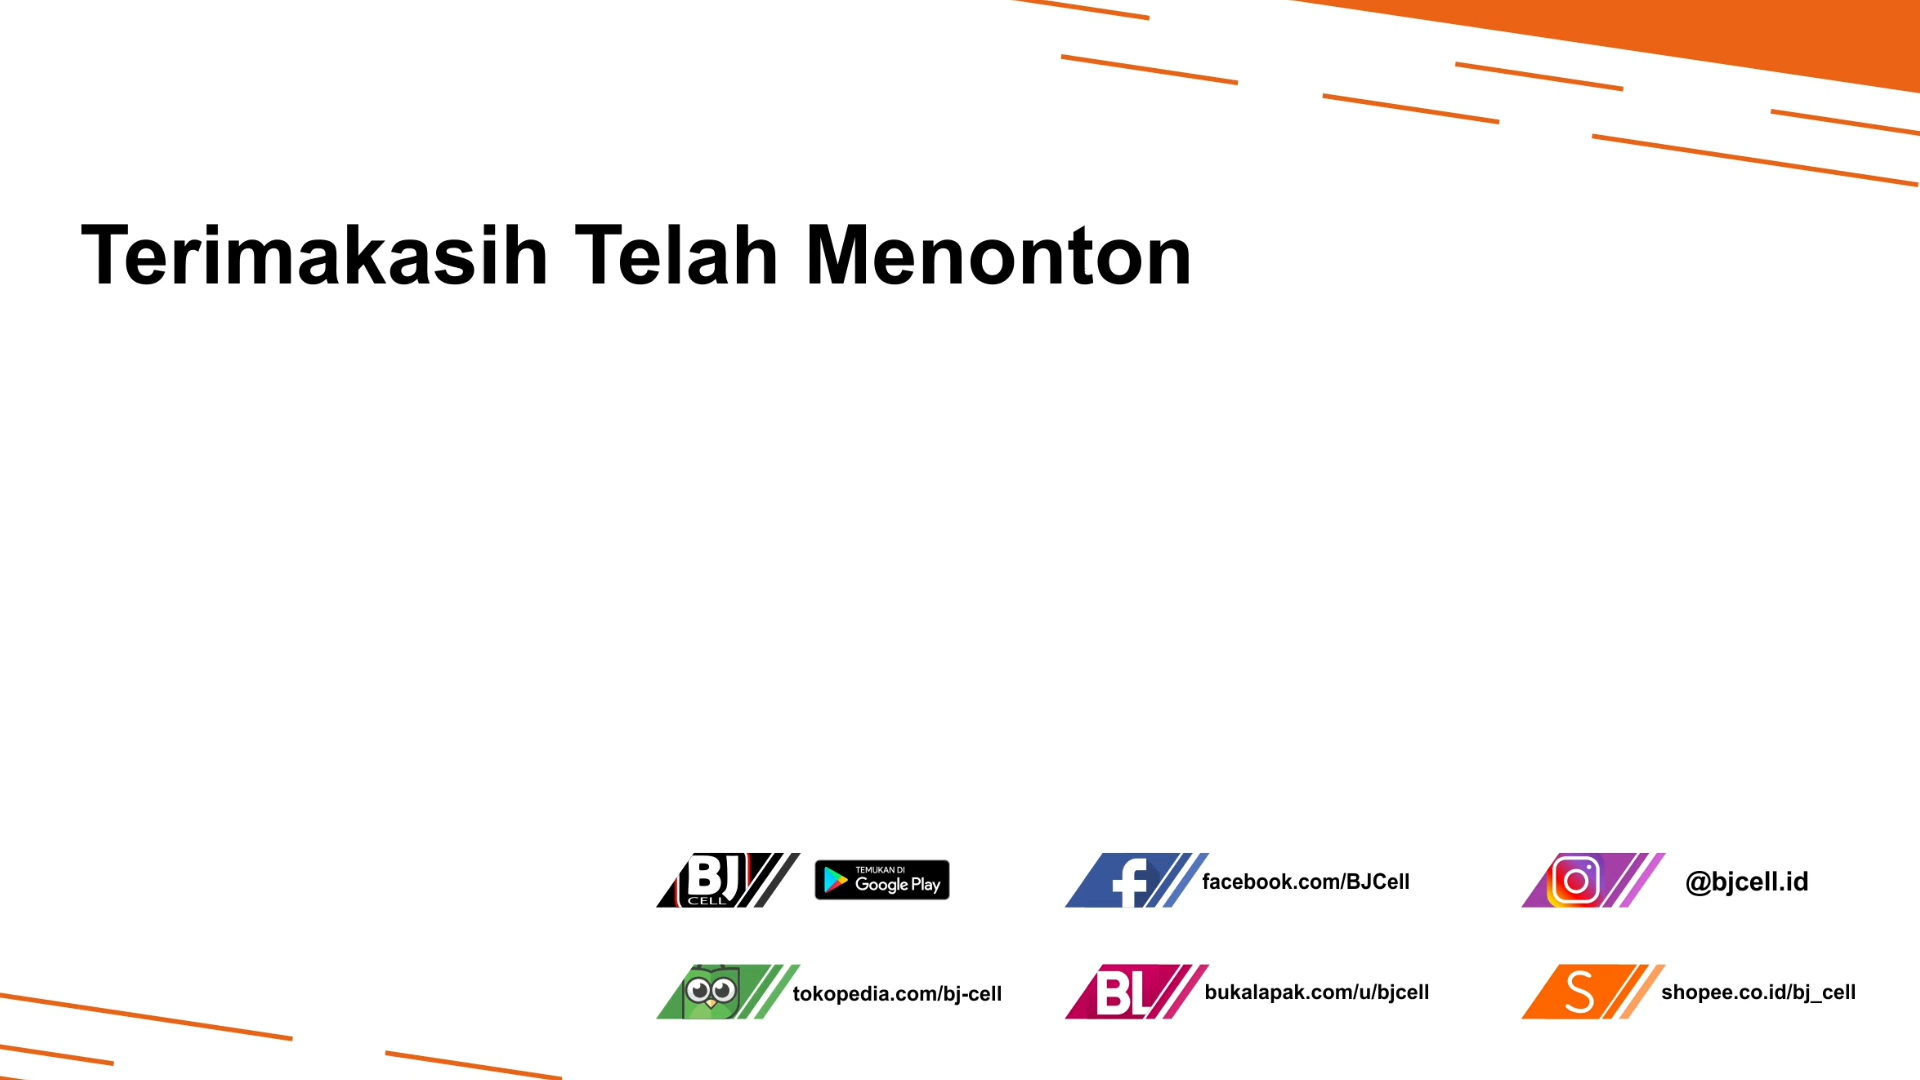 Terimakasih Telah Menonton
BJ
CELL
TEMUKAN DI
Google Play
facebook.com/BJCell
@bjcell.id
tokopedia.com/bj-cell
BL
bukalapak.com/u/bjcell
S
shopee.co.id/bj_cell